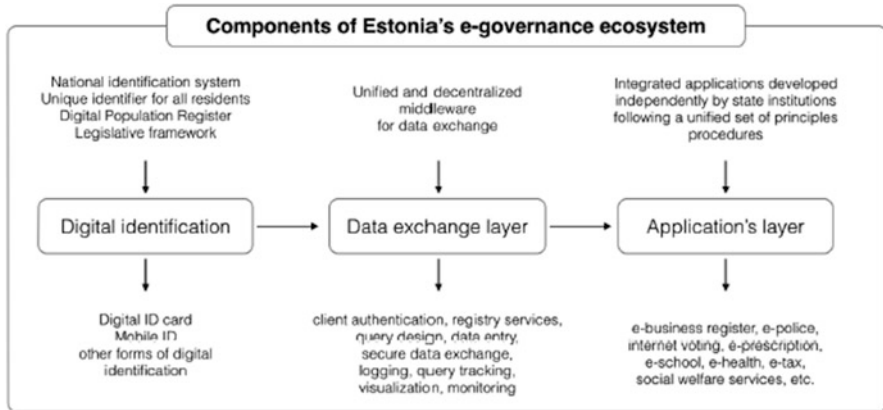 Components of Estonia's e-governance ecosystem
National identification system
Unique identifier for all residents
Digital Population Register
Legislative framework
Unified and decentralized
middleware
for data exchange
Integrated applications developed
independently by state institutions
following a unified set of principles
procedures
Digital identification
Data exchange layer
Application's layer
Digital ID card
Mobile ID
other forms of digital
identification
client authentication, registry services,
query design, data entry,
secure data exchange,
logging, query tracking,
visualization, monitoring
e-business register, e-police,
internet voting, e-prescription,
e-school, e-health, e-tax,
social welfare services, etc.